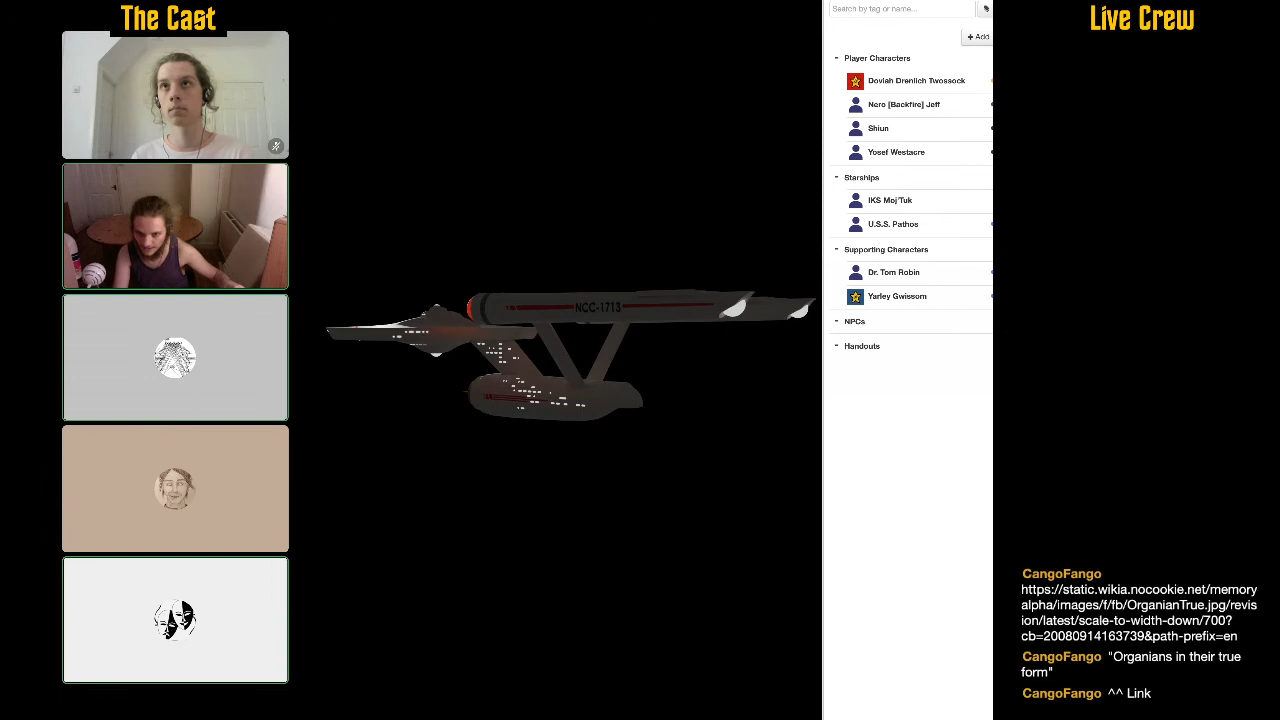 The Cast
Live Crew
Search by tag or name...
+ Add
- Player Characters
Doviah Drenlich Twossock
Nero [Backfire] Jeff
Shiun
Yosef Westacre
- Starships
IKS Moj'Tuk
U.S.S. Pathos
- Supporting Characters
Dr. Tom Robin
Yarley Gwissom
NPCs
Handouts
NCC-1713
CangoFango
https://static.wikia.nocookie.net/memory
alpha/images/f/fb/OrganianTrue.jpg/revis
ion/latest/scale-to-width-down/700?
cb=20080914163739&path-prefix=en
CangoFango "Organians in their true
form"
CangoFango ^^ Link